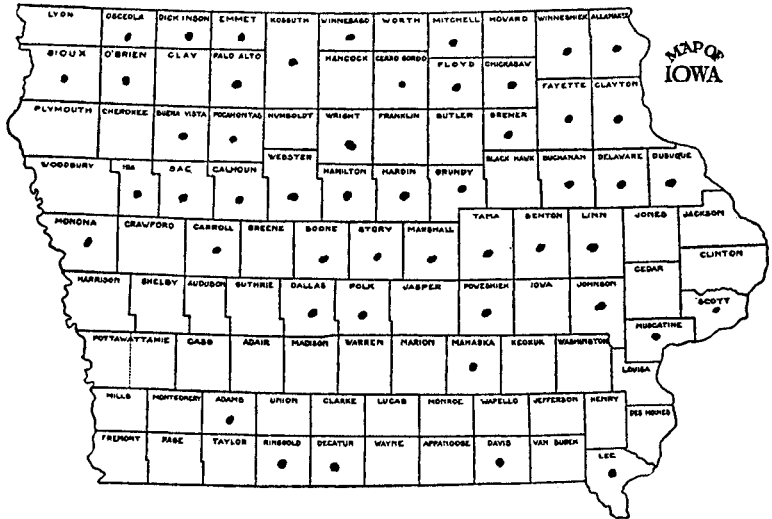 LYON OSCEOLA DICKINSON EMMET KOSSUTH WINNEBAGO WORTH MITCHELL HOWARD WINNESHIEK ALLAMAKEE
MAP OF
IOWA
SIOUX O'BRIEN CLAY PALO ALTO HANCOCK CERRO GORDO FLOYD CHICKASAW
FAYETTE CLAYTON
PLYMOUTH CHEROKEE BUENA VISTA POCAHONTAS HUMBOLDT WRIGHT FRANKLIN BUTLER BREMER
WOODBURY IDA SAC CALHOUN WEBSTER HAMILTON HARDIN GRUNDY BLACK HAWK BUCHANAN DELAWARE DUBUQUE
MONONA CRAWFORD CARROLL GREENE BOONE STORY MARSHALL TAMA BENTON LINN JONES JACKSON
CEDAR CLINTON
HARRISON SHELBY AUDUBON GUTHRIE DALLAS POLK JASPER POWESHIEK IOWA JOHNSON SCOTT
MUSCATINE
POTTAWATTAMIE CASS ADAIR MADISON WARREN MARION MAHASKA KEOKUK WASHINGTON
LOUISA
MILLS MONTGOMERY ADAMS UNION CLARKE LUCAS MONROE WAPELLO JEFFERSON HENRY DES MOINES
FREMONT PAGE TAYLOR RINGGOLD DECATUR WAYNE APPANOOSE DAVIS VAN BUREN
LEE